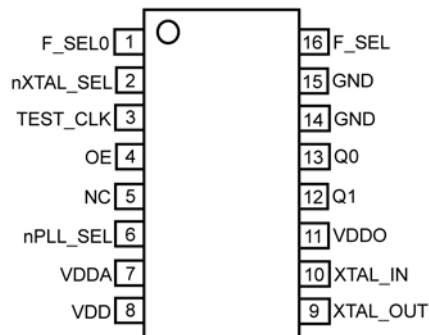 F_SEL0 1 16 F_SEL
nXTAL_SEL 2 15 GND
TEST_CLK 3 14 GND
OE 4 13 Q0
NC 5 12 Q1
nPLL_SEL 6 11 VDDO
VDDA 7 10 XTAL_IN
VDD 8 9 XTAL_OUT